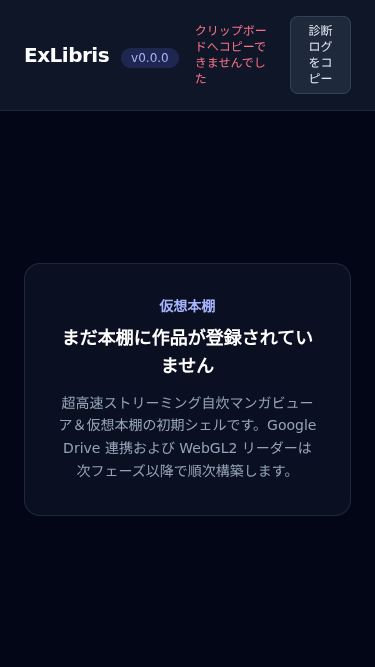 ExLibris
v0.0.0
クリップボー
ドへコピーで
きませんでし
た
診断
ログ
をコ
ピー
仮想本棚
まだ本棚に作品が登録されてい
ません
超高速ストリーミング自炊マンガビュー
ア＆仮想本棚の初期シェルです。Google
Drive 連携および WebGL2 リーダーは
次フェーズ以降で順次構築します。